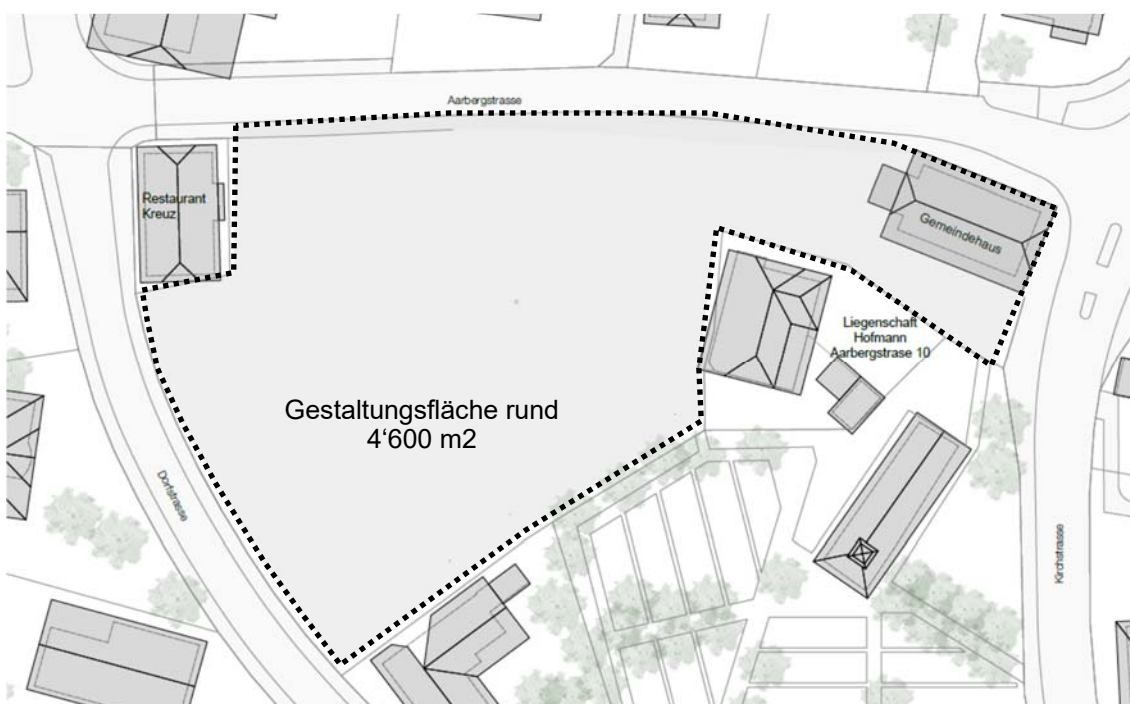 Aarbergstrasse
Restaurant
Kreuz
Gemeindehaus
Liegenschaft
Hofmann
Aarbergstrase 10
Gestaltungsfläche rund
4‘600 m2
Dorfstrasse
Kirchstrasse